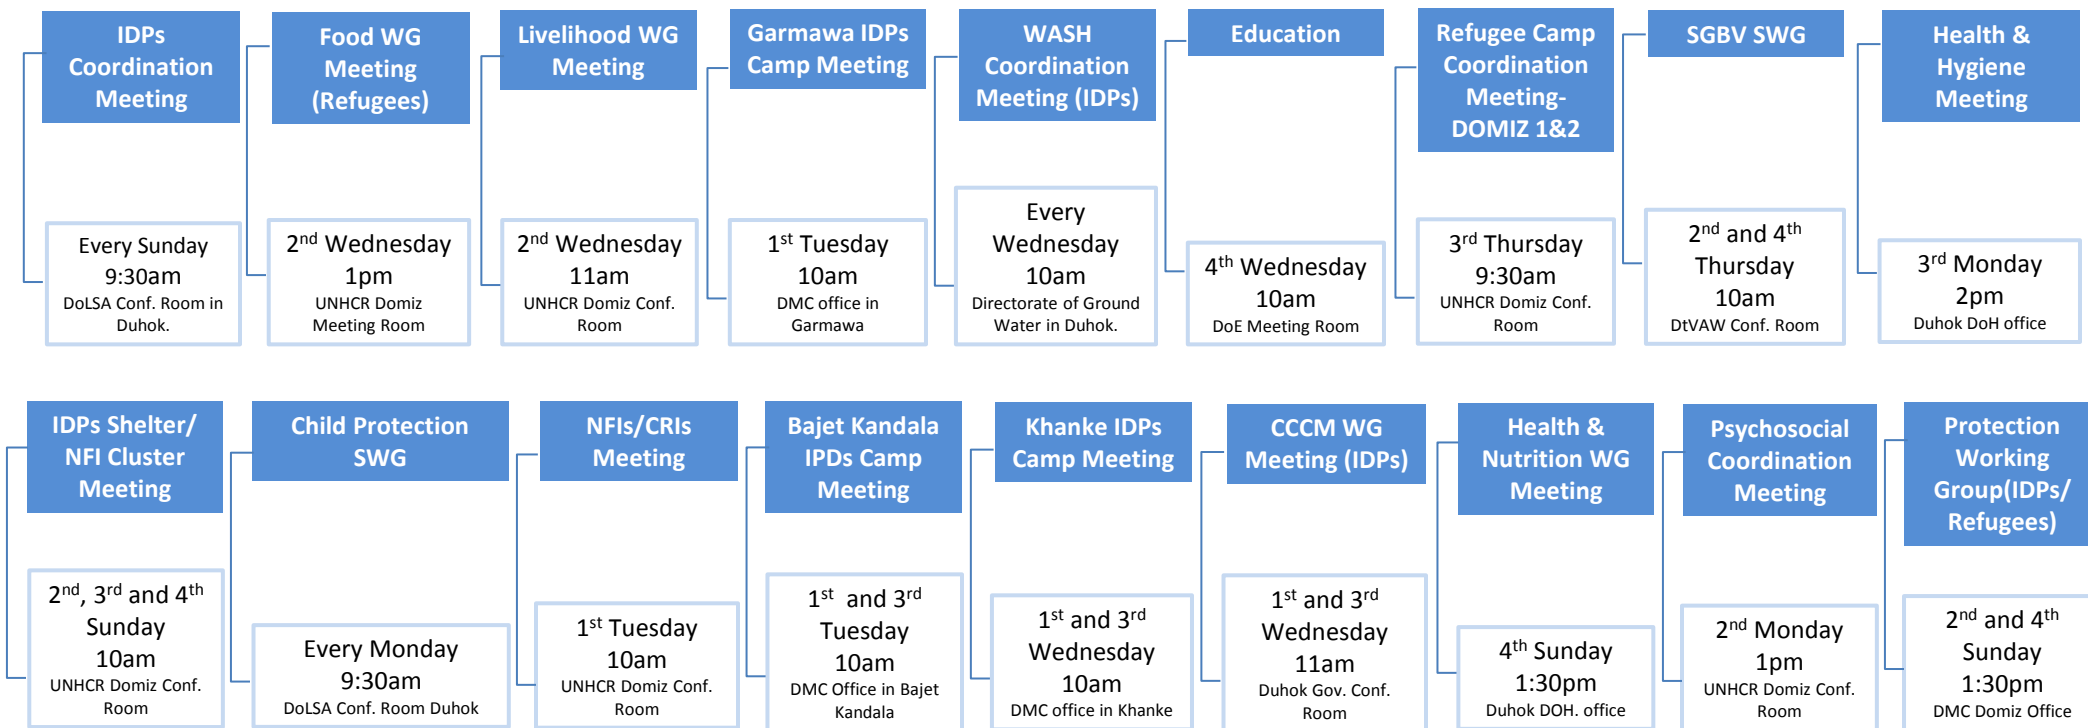 IDPs
Coordination
Meeting
Every Sunday
9:30am
DoLSA Conf. Room in
Duhok.
Food WG
Meeting
(Refugees)
2nd Wednesday
1pm
UNHCR Domiz
Meeting Room
Livelihood WG
Meeting
2nd Wednesday
11am
UNHCR Domiz Conf.
Room
Garmawa IDPs
Camp Meeting
1st Tuesday
10am
DMC office in
Garmawa
WASH
Coordination
Meeting (IDPs)
Every
Wednesday
10am
Directorate of Ground
Water in Duhok.
Education
4th Wednesday
10am
DoE Meeting Room
Refugee Camp
Coordination
Meeting-
DOMIZ 1&2
3rd Thursday
9:30am
UNHCR Domiz Conf.
Room
SGBV SWG
2nd and 4th
Thursday
10am
DtVAW Conf. Room
Health &
Hygiene
Meeting
3rd Monday
2pm
Duhok DoH office
IDPs Shelter/
NFI Cluster
Meeting
2nd, 3rd and 4th
Sunday
10am
UNHCR Domiz Conf.
Room
Child Protection
SWG
Every Monday
9:30am
DoLSA Conf. Room Duhok
NFIs/CRIs
Meeting
1st Tuesday
10am
UNHCR Domiz Conf.
Room
Bajet Kandala
IPDs Camp
Meeting
1st and 3rd
Tuesday
10am
DMC Office in Bajet
Kandala
Khanke IDPs
Camp Meeting
1st and 3rd
Wednesday
10am
DMC office in Khanke
CCCM WG
Meeting (IDPs)
1st and 3rd
Wednesday
11am
Duhok Gov. Conf.
Room
Health &
Nutrition WG
Meeting
4th Sunday
1:30pm
Duhok DOH. office
Psychosocial
Coordination
Meeting
2nd Monday
1pm
UNHCR Domiz Conf.
Room
Protection
Working
Group(IDPs/
Refugees)
2nd and 4th
Sunday
1:30pm
DMC Domiz Office